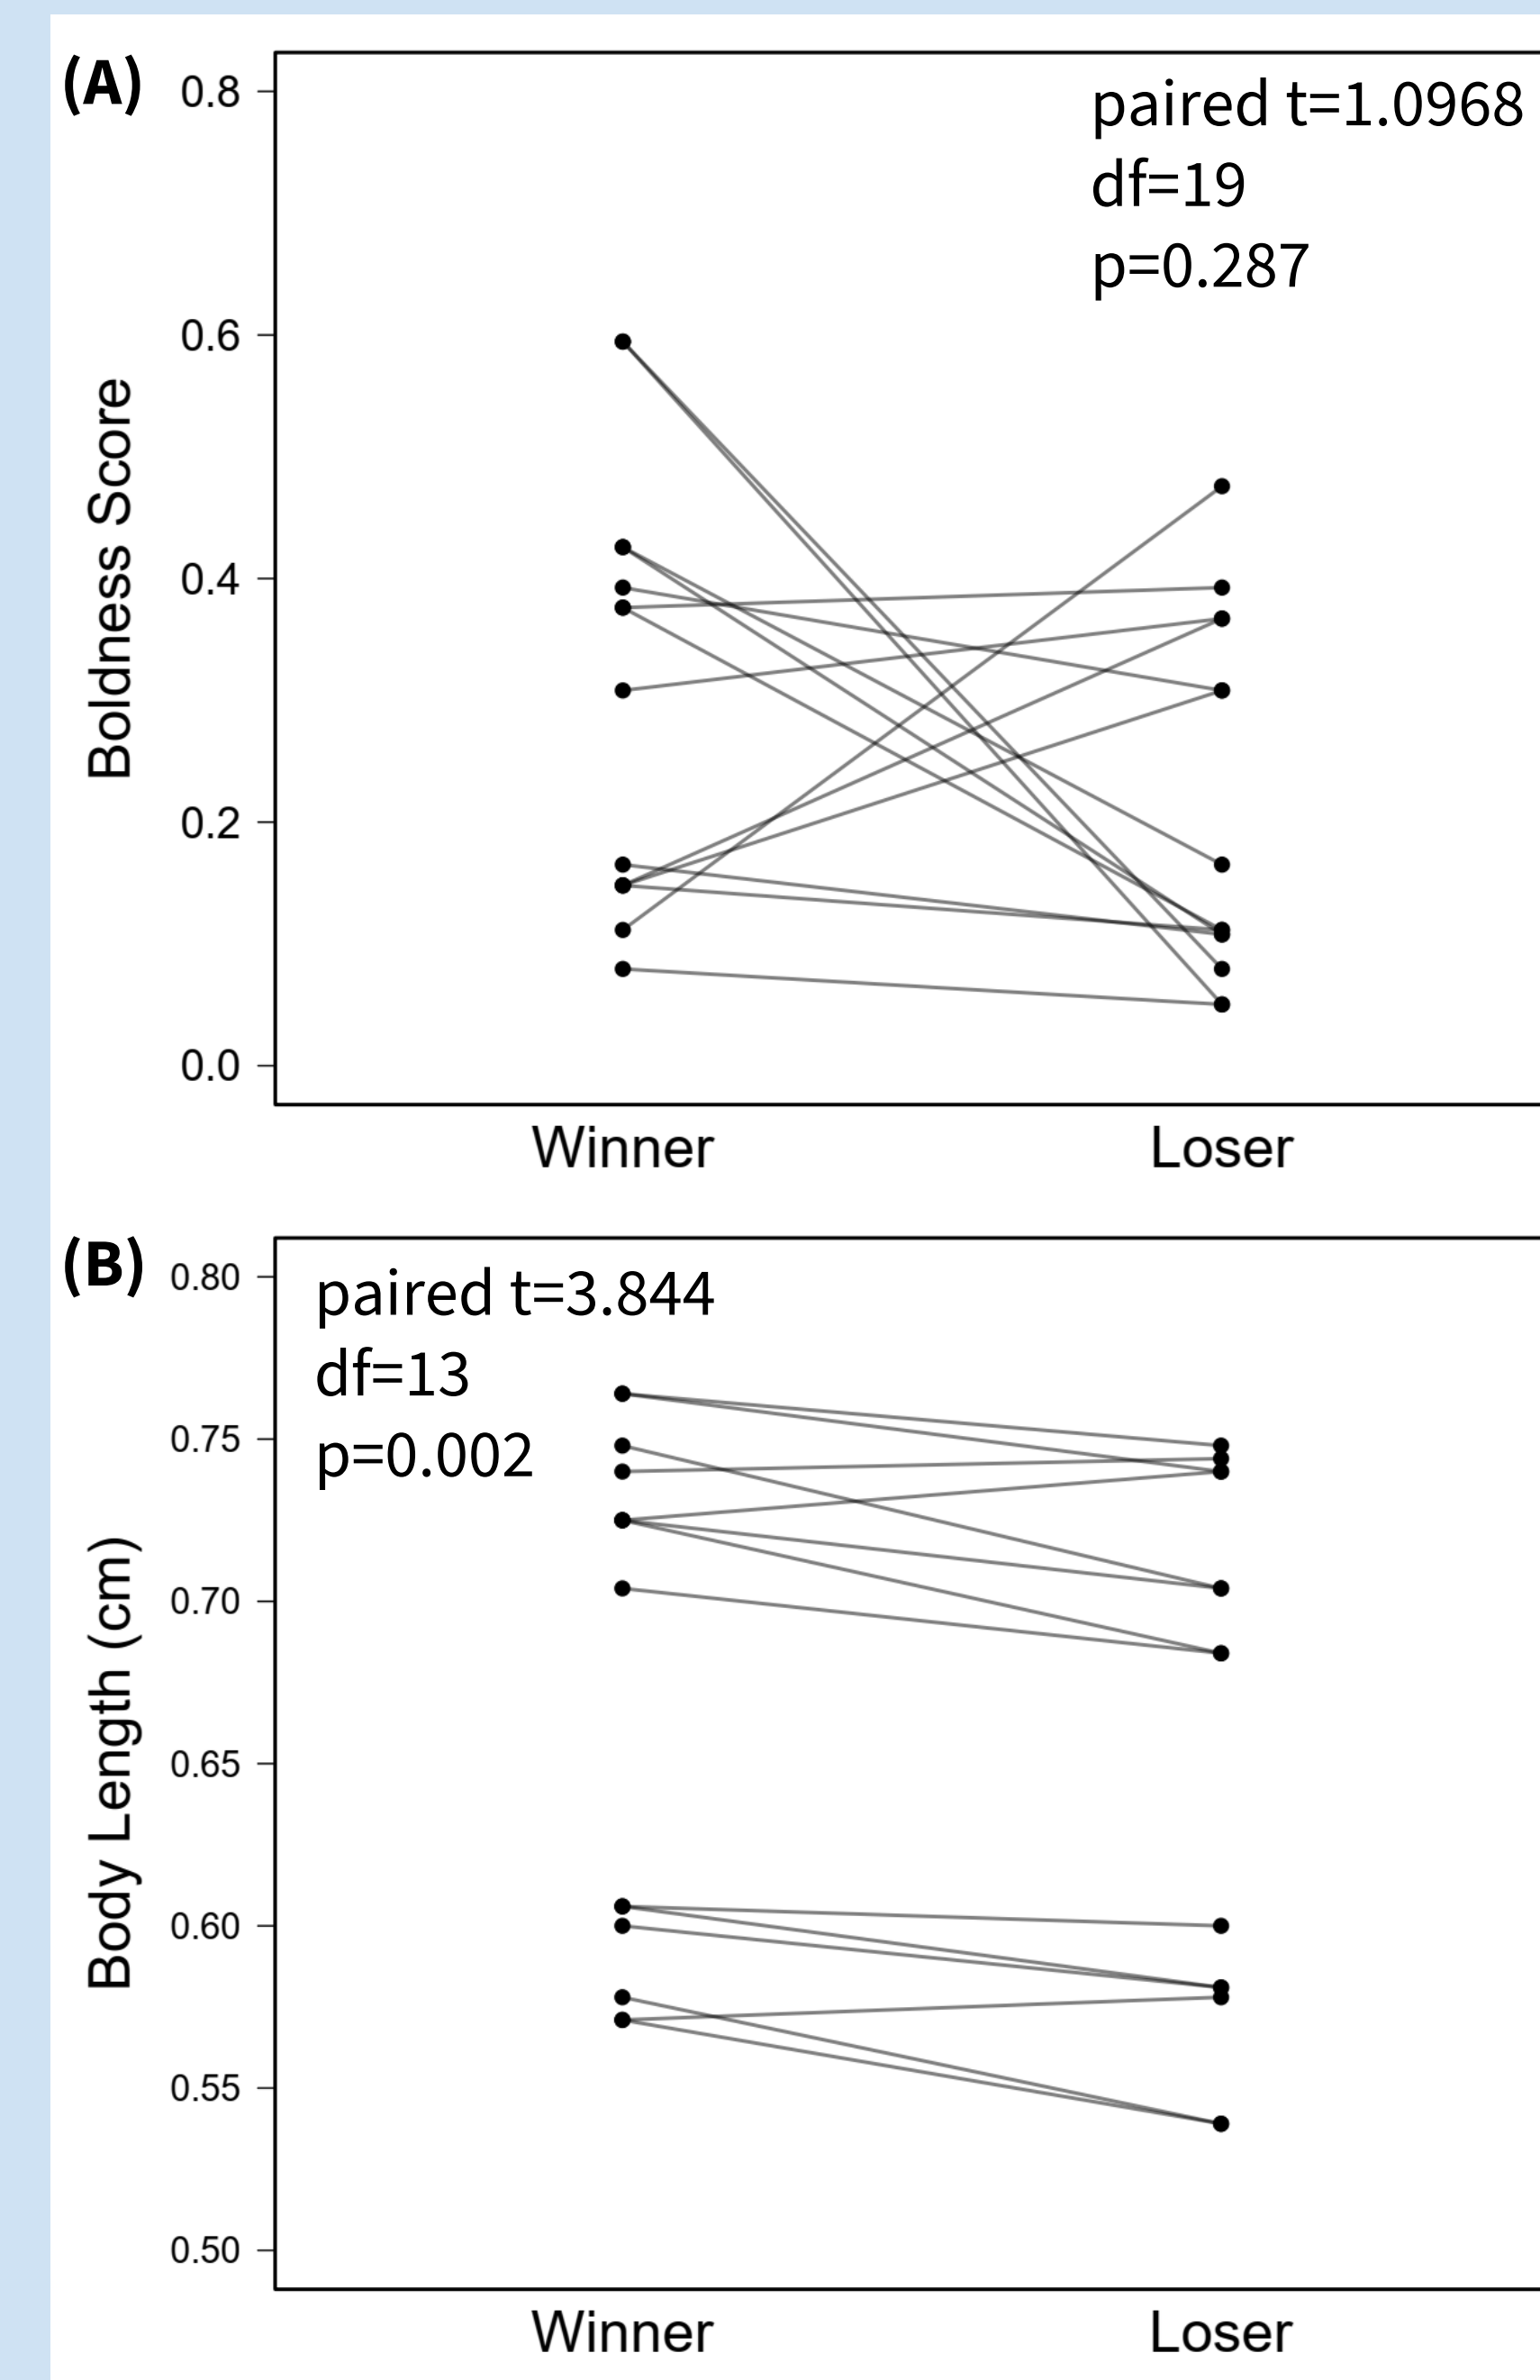 (A)
0.8
paired t=1.0968
df=19
p=0.287
0.6
0.4
0.2
0.0
Boldness Score
Winner Loser
(B)
0.80
paired t=3.844
df=13
p=0.002
0.75
0.70
0.65
0.60
0.55
0.50
Body Length (cm)
Winner Loser